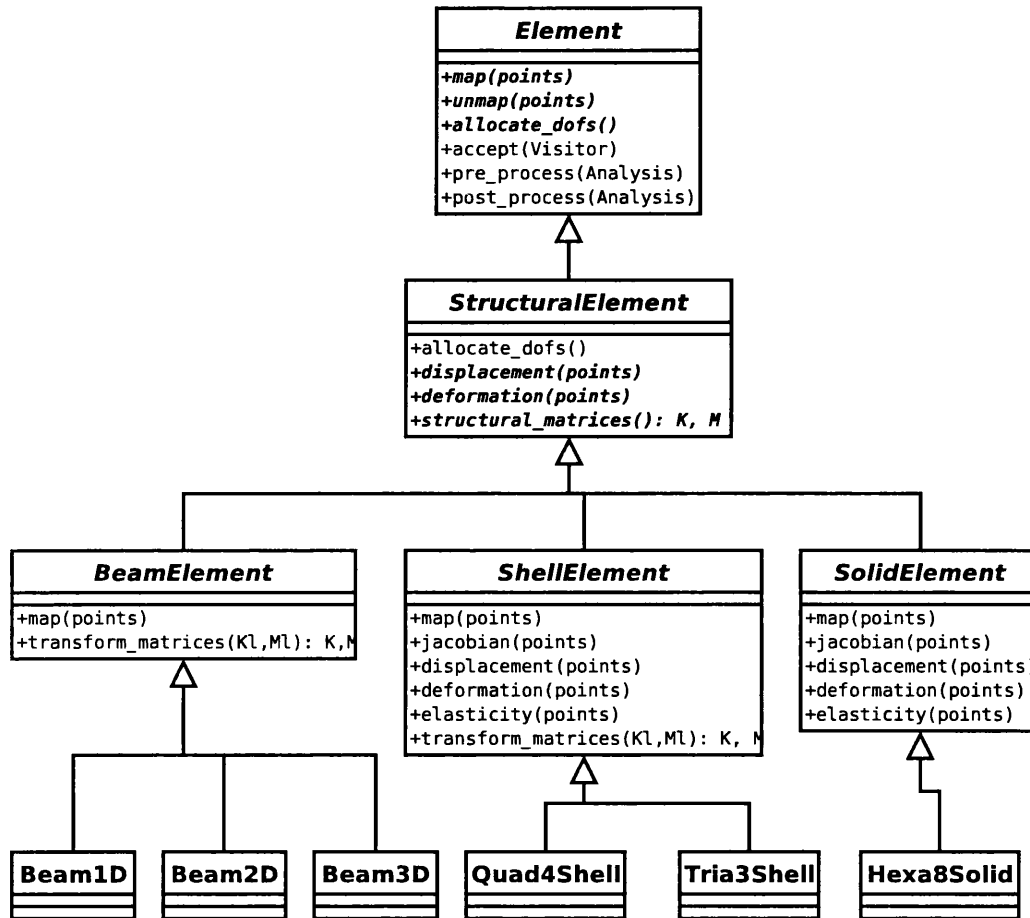 Element
+map(points)
+unmap(points)
+allocate_dofs()
+accept(Visitor)
+pre_process(Analysis)
+post_process(Analysis)
StructuralElement
+allocate_dofs()
+displacement(points)
+deformation(points)
+structural_matrices(): K, M
BeamElement
+map(points)
+transform_matrices(Kl,Ml): K,M
ShellElement
+map(points)
+jacobian(points)
+displacement(points)
+deformation(points)
+elasticity(points)
+transform_matrices(Kl,Ml): K, M
SolidElement
+map(points)
+jacobian(points)
+displacement(points)
+deformation(points)
+elasticity(points)
Beam1D
Beam2D
Beam3D
Quad4Shell
Tria3Shell
Hexa8Solid